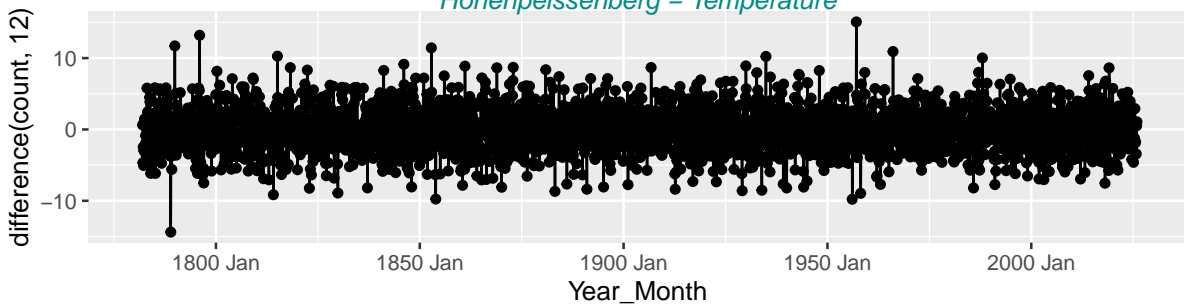 Hohenpeissenberg – Temperature
difference(count, 12)
10
0
−10
1800 Jan
1850 Jan
1900 Jan
1950 Jan
2000 Jan
Year_Month